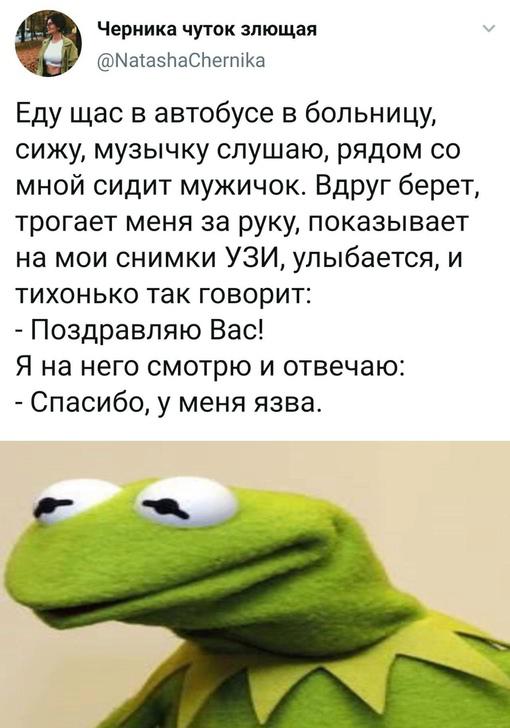 Черника чуток злющая
@NatashaChernika
Еду щас в автобусе в больницу,
сижу, музычку слушаю, рядом со
мной сидит мужичок. Вдруг берет,
трогает меня за руку, показывает
на мои снимки УЗИ, улыбается, и
тихонько так говорит:
- Поздравляю Вас!
Я на него смотрю и отвечаю:
- Спасибо, у меня язва.